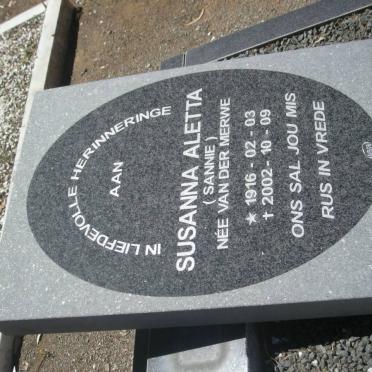 IN LIEFDEVOLLE HERINNERINGE
AAN
SUSANNA ALETTA
( SANNIE )
NÉE VAN DER MERWE
★ 1916 - 02 - 03
✝ 2002 - 10 - 09
ONS SAL JOU MIS
RUS IN VREDE